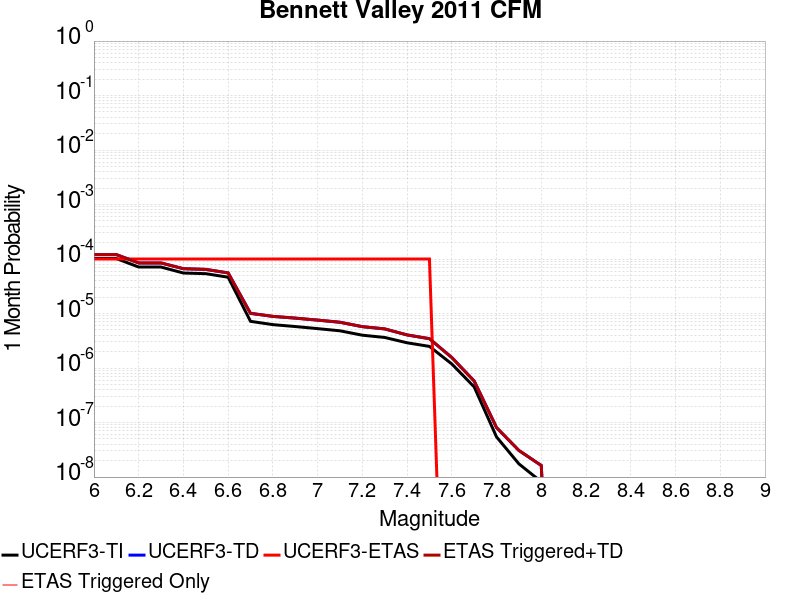 Bennett Valley 2011 CFM
10^0
10^-1
10^-2
10^-3
10^-4
10^-5
10^-6
10^-7
10^-8
1 Month Probability
6 6.2 6.4 6.6 6.8 7 7.2 7.4 7.6 7.8 8 8.2 8.4 8.6 8.8 9
Magnitude
UCERF3-TI UCERF3-TD UCERF3-ETAS ETAS Triggered+TD
ETAS Triggered Only